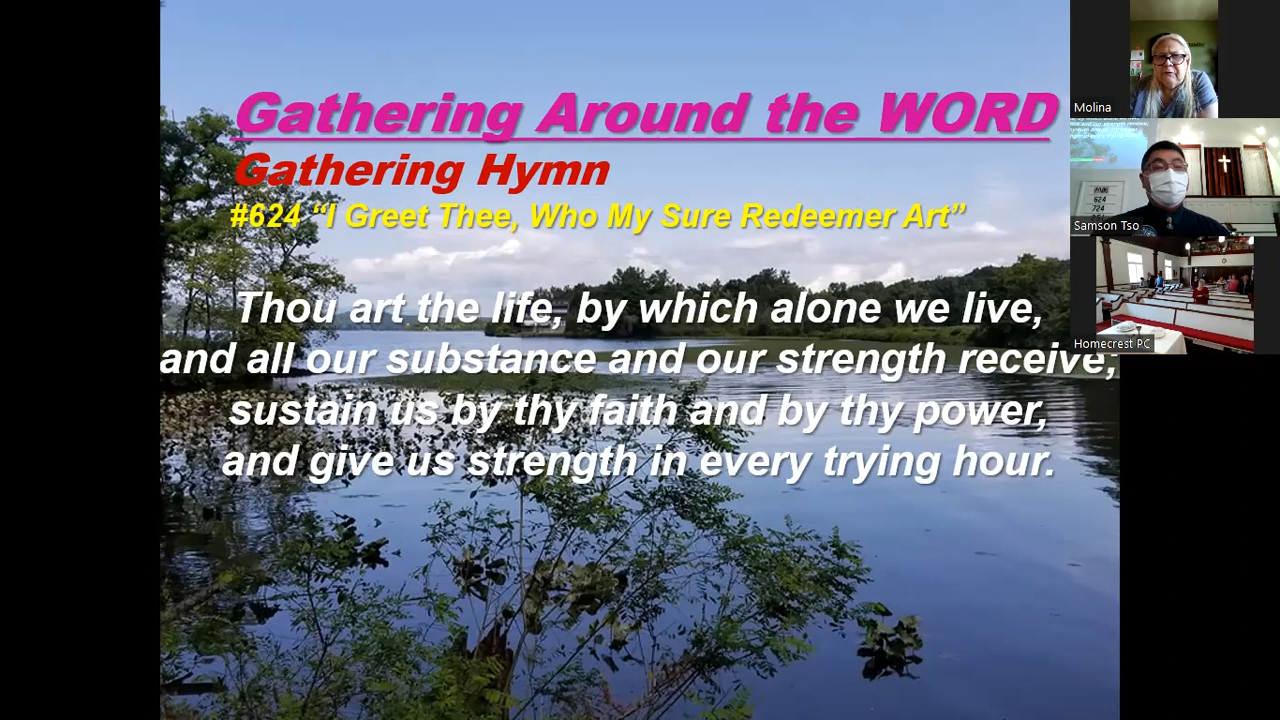 Gathering Around the WORD
Gathering Hymn
#624 “I Greet Thee, Who My Sure Redeemer Art”
Thou art the life, by which alone we live,
and all our substance and our strength receive;
sustain us by thy faith and by thy power,
and give us strength in every trying hour.
Molina
624
724
Samson Tso
Homecrest PC